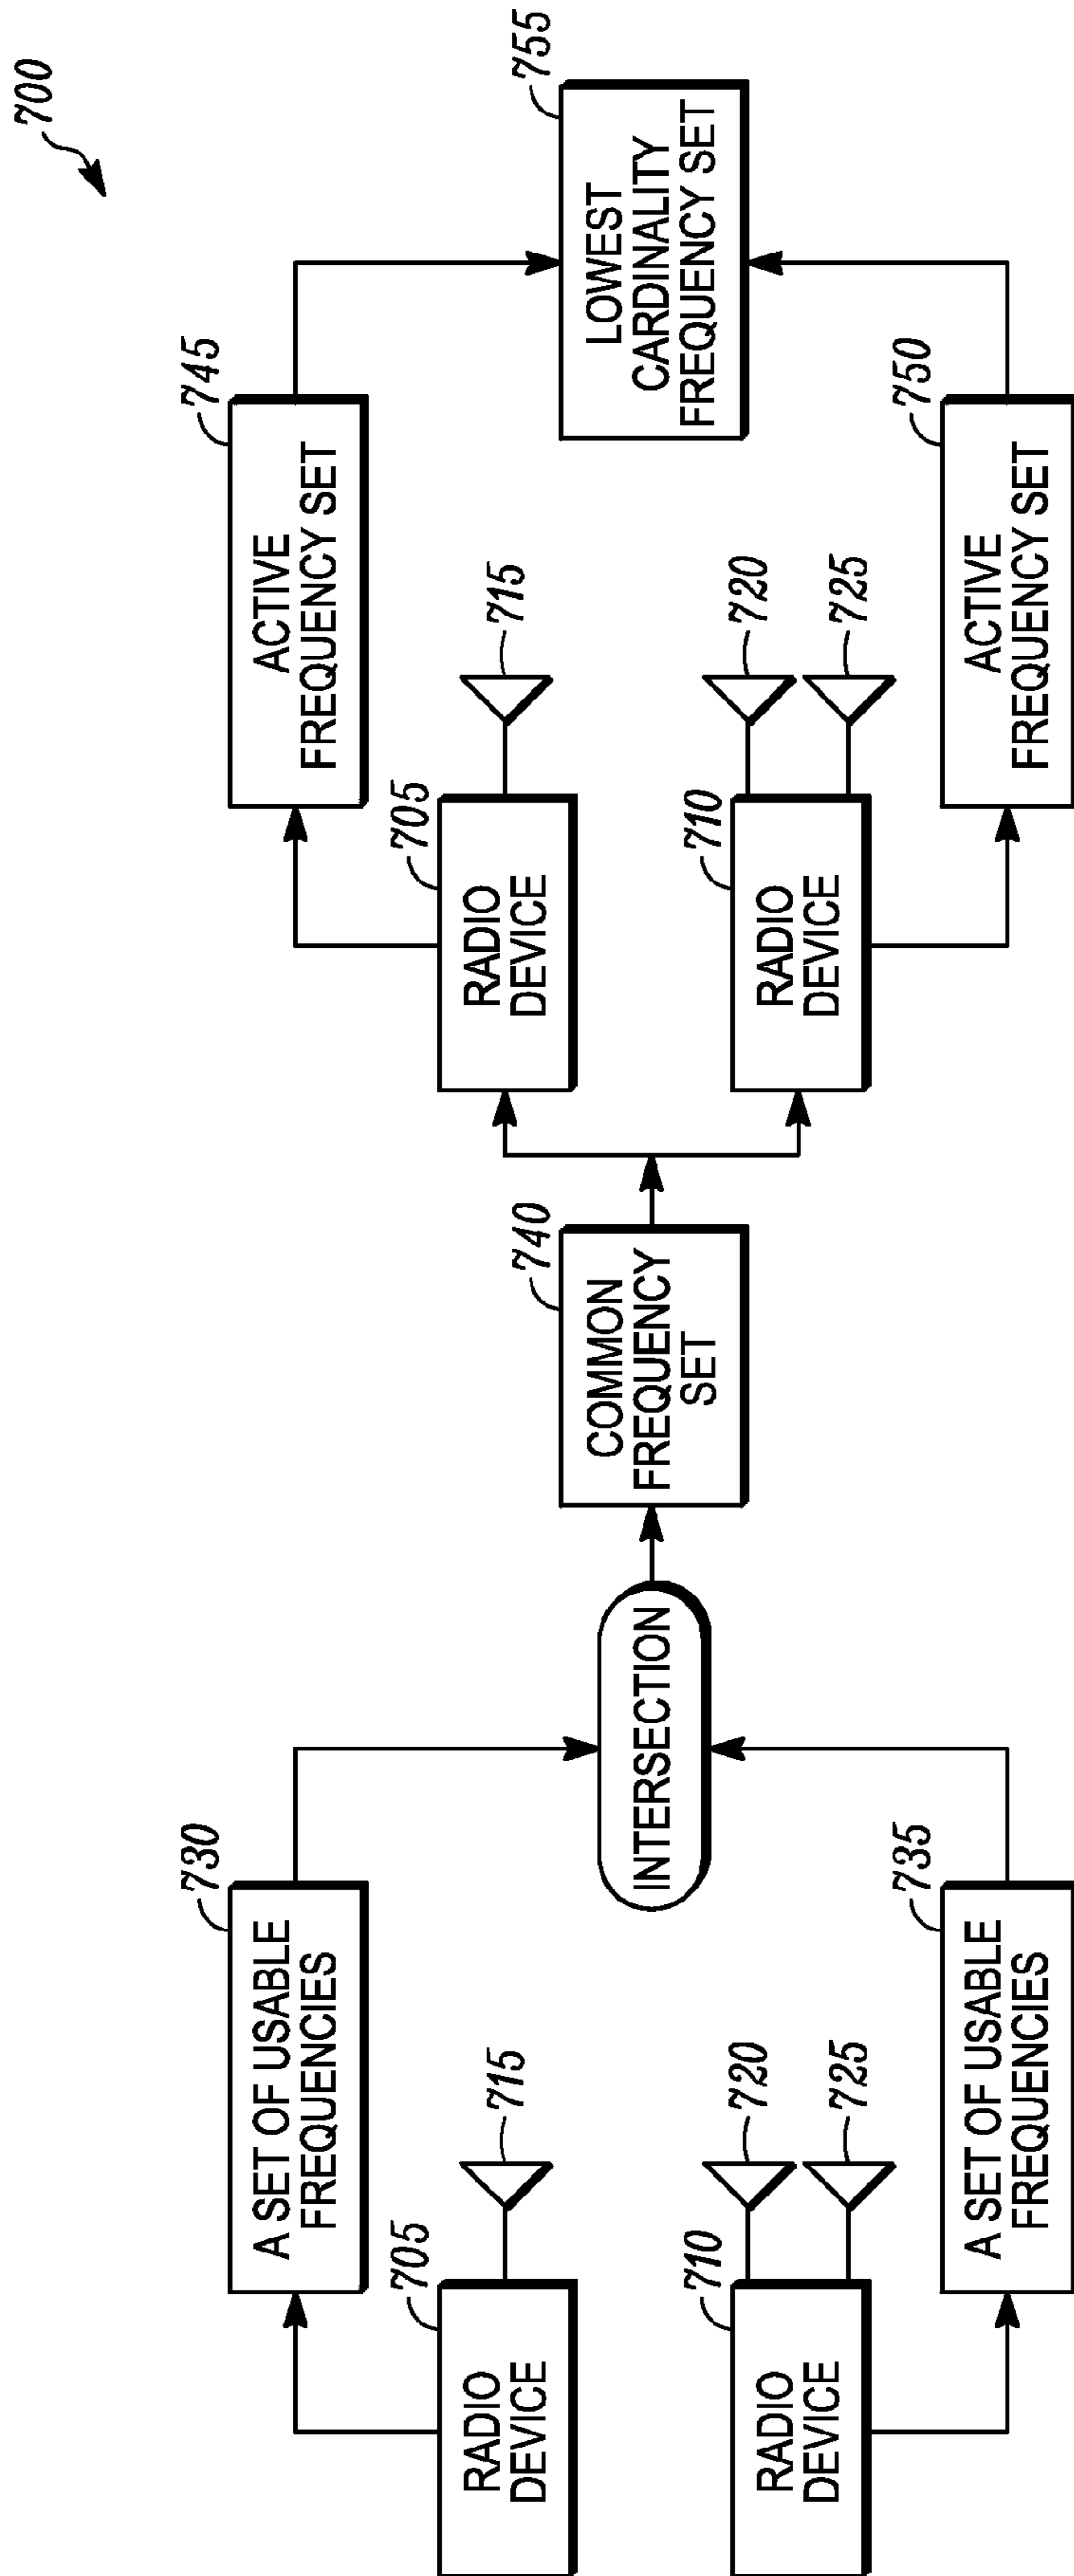 700
730
A SET OF USABLE
FREQUENCIES
705
RADIO
DEVICE
715
710
RADIO
DEVICE
720
725
735
A SET OF USABLE
FREQUENCIES
INTERSECTION
740
COMMON
FREQUENCY
SET
745
ACTIVE
FREQUENCY SET
705
RADIO
DEVICE
715
710
RADIO
DEVICE
720
725
750
ACTIVE
FREQUENCY SET
755
LOWEST
CARDINALITY
FREQUENCY SET